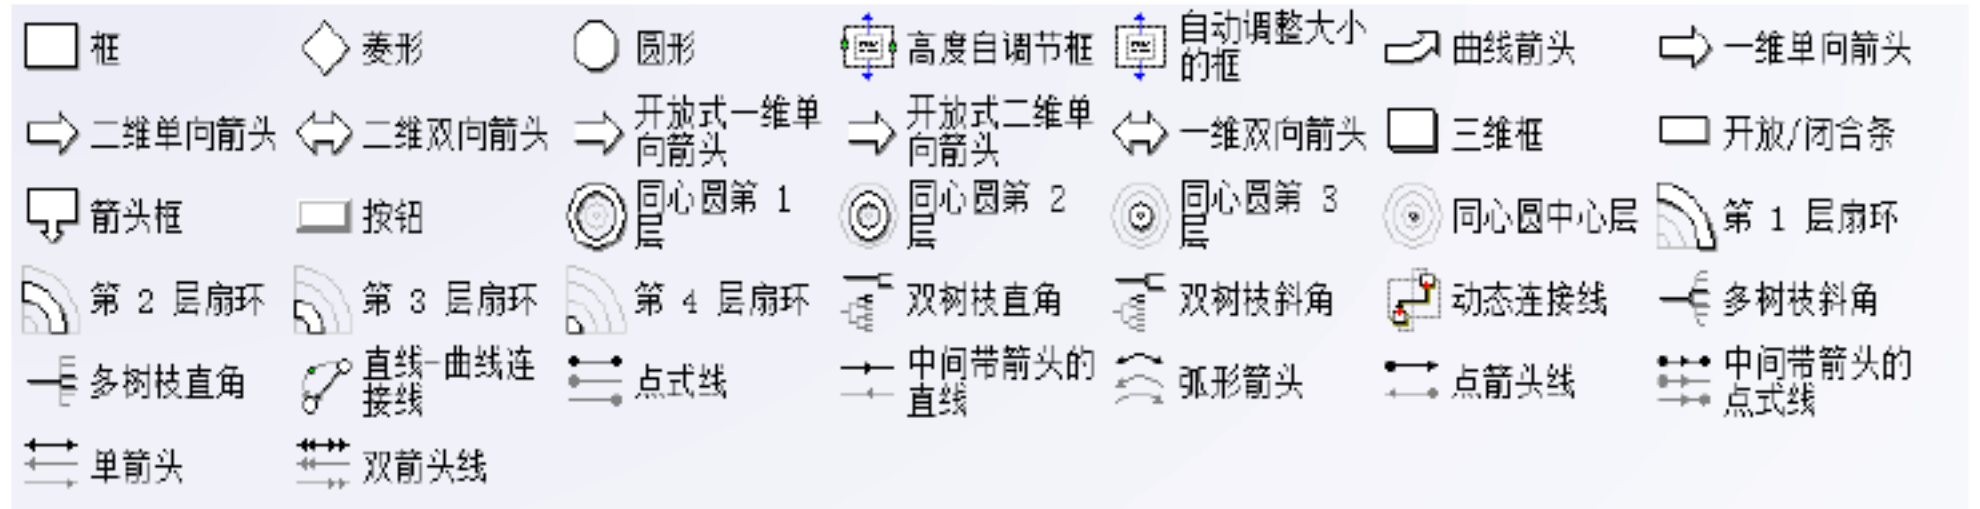 框
菱形
圆形
高度自调节框
自动调整大小
的框
曲线箭头
一维单向箭头
二维单向箭头
二维双向箭头
开放式一维单
向箭头
开放式二维单
向箭头
一维双向箭头
三维框
开放/闭合条
箭头框
按钮
同心圆第 1
层
同心圆第 2
层
同心圆第 3
层
同心圆中心层
第 1 层扇环
第 2 层扇环
第 3 层扇环
第 4 层扇环
双树枝直角
双树枝斜角
动态连接线
多树枝斜角
多树枝直角
直线-曲线连
接线
点式线
中间带箭头的
直线
弧形箭头
点箭头线
中间带箭头的
点式线
单箭头
双箭头线